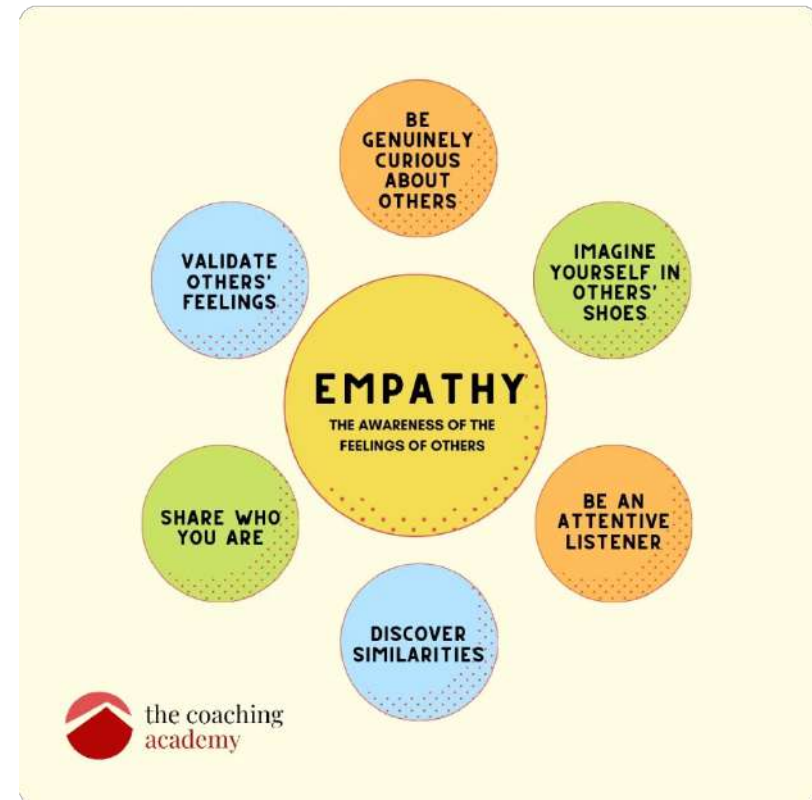 BE
GENUINELY
CURIOUS
ABOUT
OTHERS
IMAGINE
YOURSELF IN
OTHERS'
SHOES
VALIDATE
OTHERS'
FEELINGS
EMPATHY
THE AWARENESS OF THE
FEELINGS OF OTHERS
BE AN
ATTENTIVE
LISTENER
SHARE WHO
YOU ARE
DISCOVER
SIMILARITIES
the coaching
academy